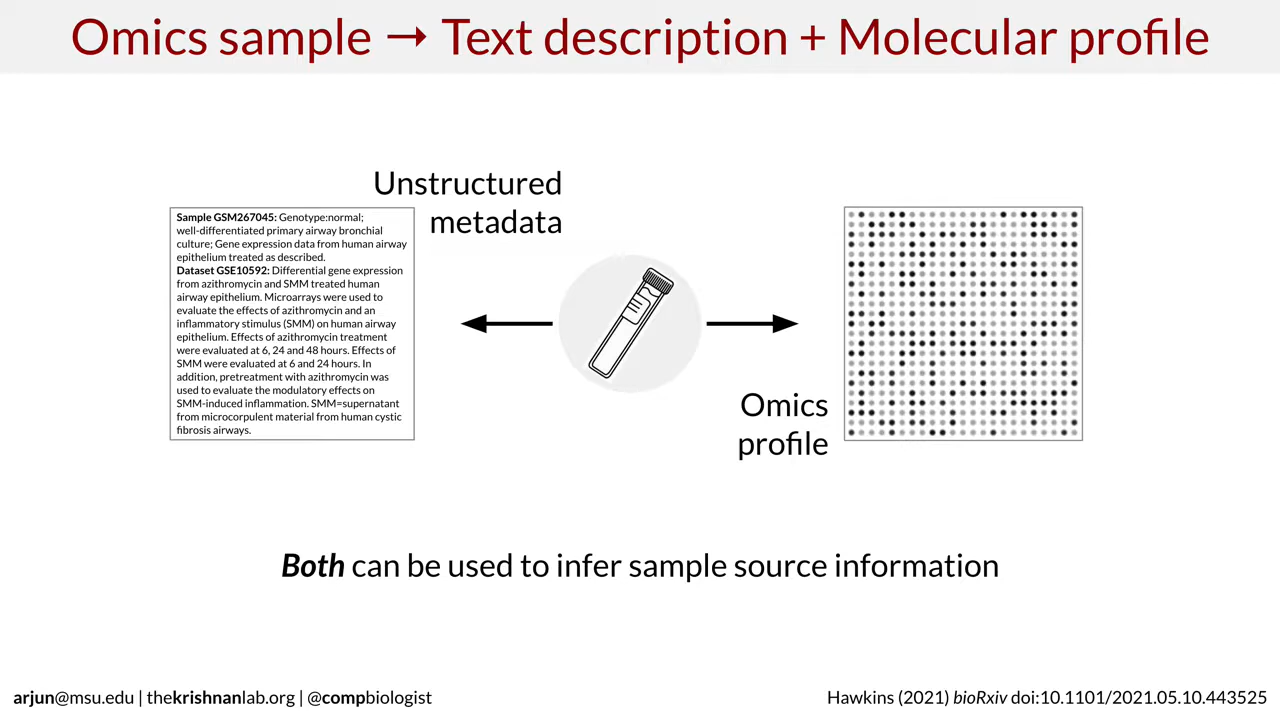 Omics sample → Text description + Molecular profile
Unstructured
metadata
Sample GSM267045: Genotype:normal;
well-differentiated primary airway bronchial
culture; Gene expression data from human airway
epithelium treated as described.
Dataset GSE10592: Differential gene expression
from azithromycin and SMM treated human
airway epithelium. Microarrays were used to
evaluate the effects of azithromycin and an
inflammatory stimulus (SMM) on human airway
epithelium. Effects of azithromycin treatment
were evaluated at 6, 24 and 48 hours. Effects of
SMM were evaluated at 6 and 24 hours. In
addition, pretreatment with azithromycin was
used to evaluate the modulatory effects on
SMM-induced inflammation. SMM=supernatant
from microcorpulent material from human cystic
fibrosis airways.
Omics
profile
Both can be used to infer sample source information
arjun@msu.edu | thekrishnanlab.org | @compbiologist
Hawkins (2021) bioRxiv doi:10.1101/2021.05.10.443525